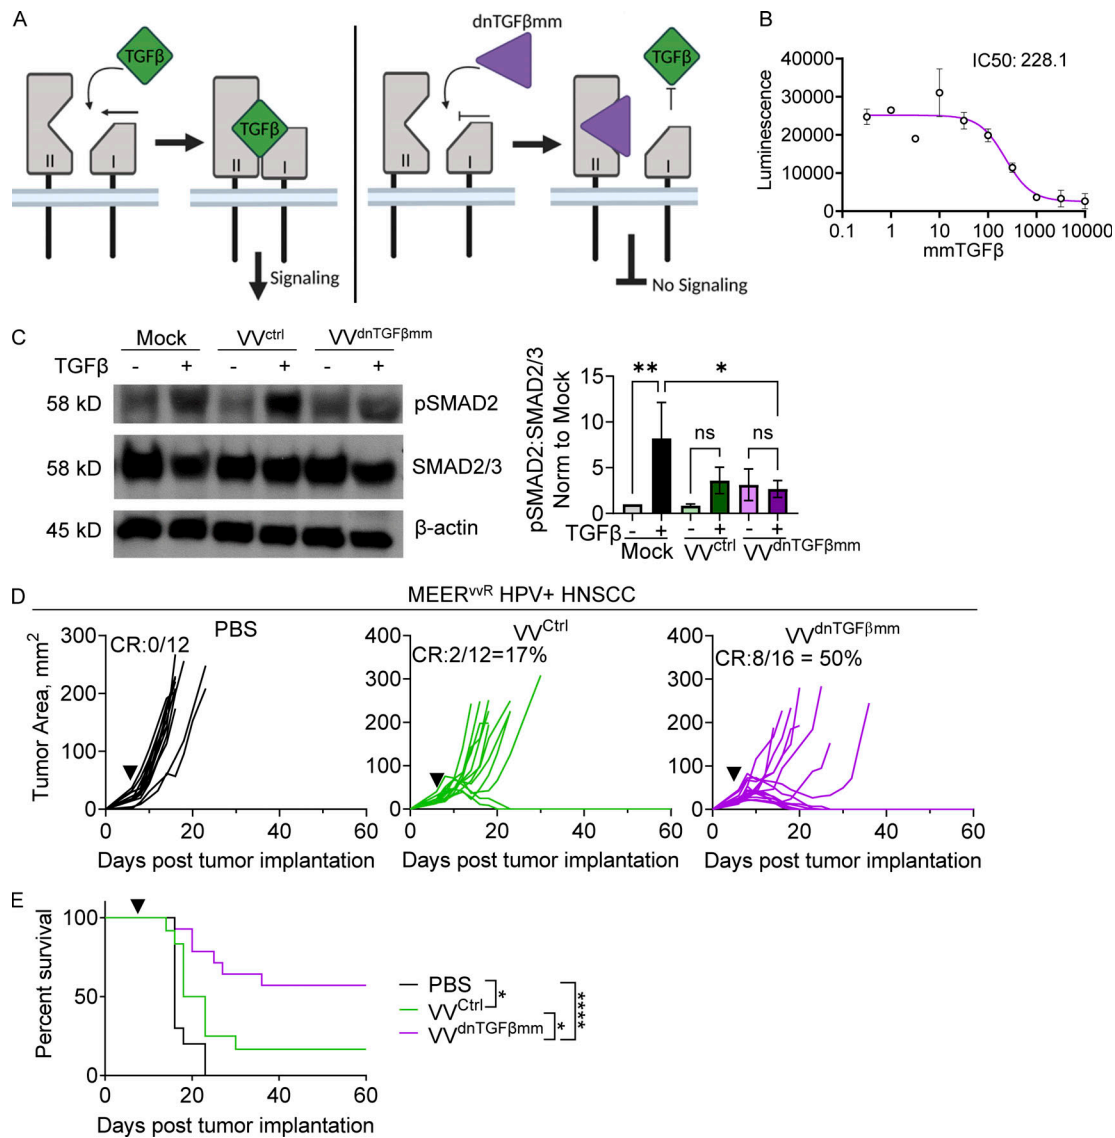 A
dnTGFβmm
TGFβ
TGFβ
II
I
TGFβ
II
I
II
I
II
I
Signaling
No Signaling
B
IC50: 228.1
Luminescence
40000
30000
20000
10000
0
0.1 1 10 100 1000 10000
mmTGFβ
C
Mock VVctrl VVdnTGFβmm
TGFβ - + - + - +
58 kD pSMAD2
58 kD SMAD2/3
45 kD β-actin
pSMAD2:SMAD2/3
Norm to Mock
15
10
5
0
** *
ns ns
TGFβ - + - + - +
Mock VVctrl VVdnTGFβmm
D
MEERvvR HPV+ HNSCC
PBS
CR:0/12
Tumor Area, mm2
300
200
100
0
0 20 40 60
Days post tumor implantation
VVCtrl
CR:2/12=17%
400
300
200
100
0
0 20 40 60
Days post tumor implantation
VVdnTGFβmm
CR:8/16 = 50%
400
300
200
100
0
0 20 40 60
Days post tumor implantation
E
Percent survival
100
50
0
0 20 40 60
Days post tumor implantation
PBS
VVCtrl
VVdnTGFβmm
*
*
****